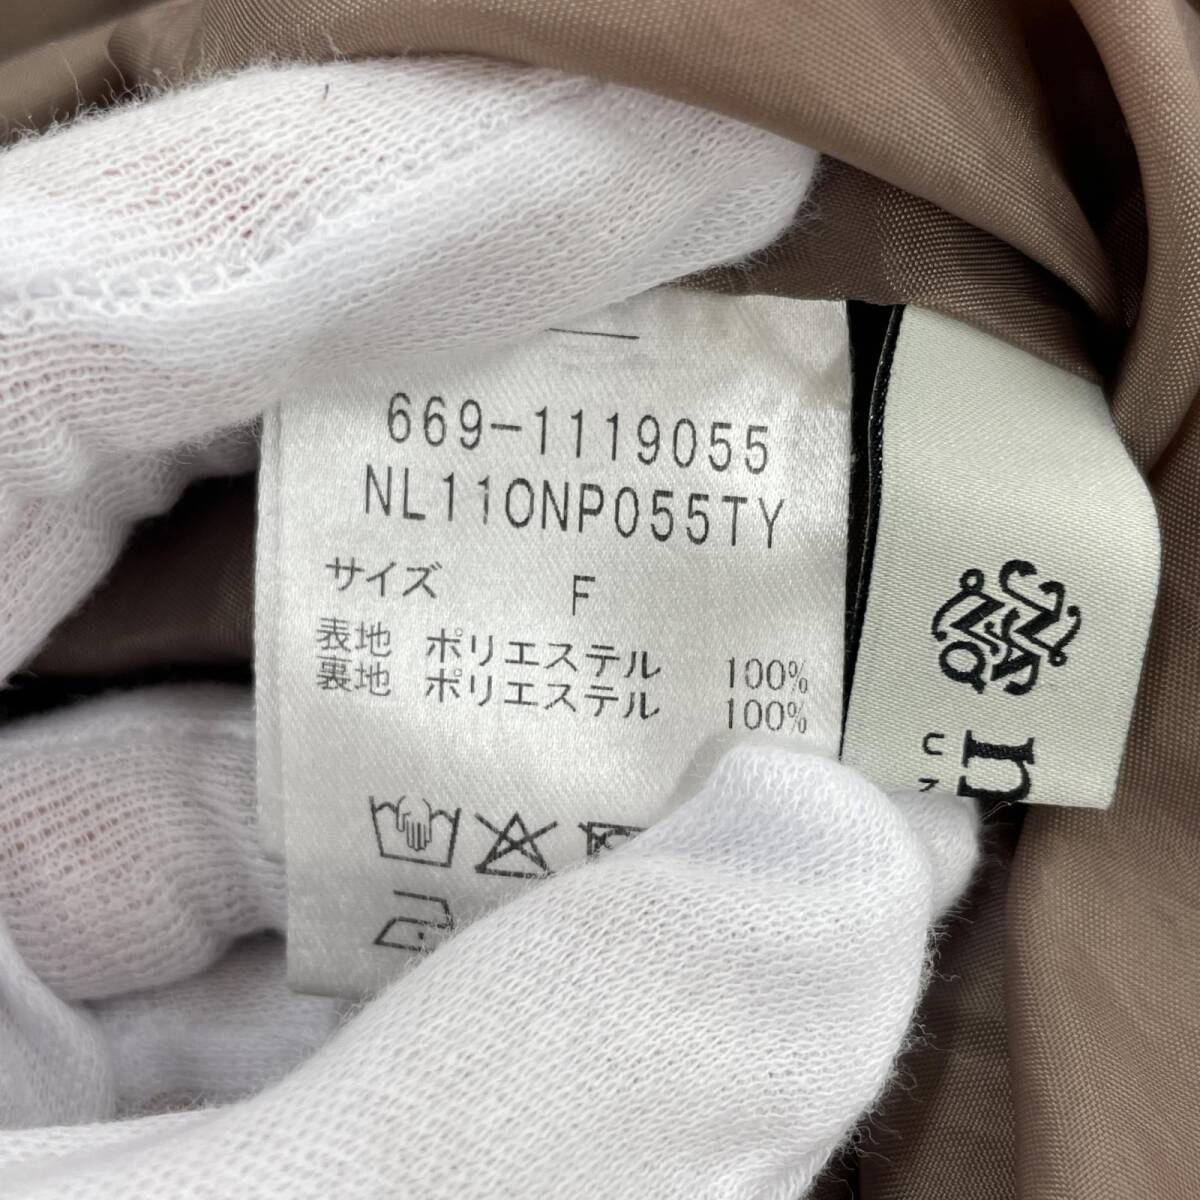 669-1119055
NL110NP055TY
サイズ F
表地 ポリエステル 100%
裏地 ポリエステル 100%